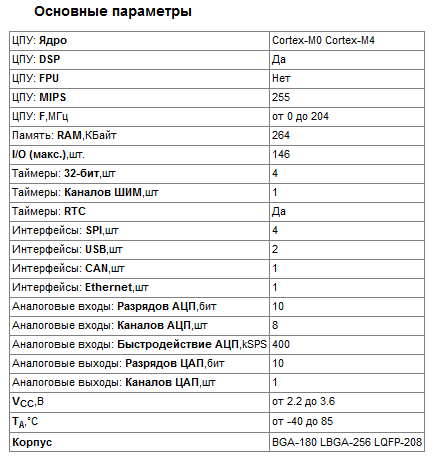 Основные параметры
ЦПУ: Ядро Cortex-M0 Cortex-M4
ЦПУ: DSP Да
ЦПУ: FPU Нет
ЦПУ: MIPS 255
ЦПУ: F,МГц от 0 до 204
Память: RAM,КБайт 264
I/O (макс.),шт. 146
Таймеры: 32-бит,шт 4
Таймеры: Каналов ШИМ,шт 1
Таймеры: RTC Да
Интерфейсы: SPI,шт 4
Интерфейсы: USB,шт 2
Интерфейсы: CAN,шт 1
Интерфейсы: Ethernet,шт 1
Аналоговые входы: Разрядов АЦП,бит 10
Аналоговые входы: Каналов АЦП,шт 8
Аналоговые входы: Быстродействие АЦП,kSPS 400
Аналоговые выходы: Разрядов ЦАП,бит 10
Аналоговые выходы: Каналов ЦАП,шт 1
VCC,В от 2.2 до 3.6
TA,°C от -40 до 85
Корпус BGA-180 LBGA-256 LQFP-208